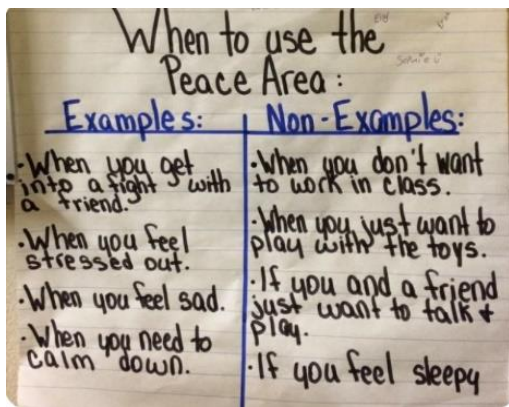 When to use the
Peace Area:
Examples:
·When you get
into a fight with
a friend.
·When you feel
stressed out.
·When you feel sad.
·When you need to
calm down.
Non-Examples:
·When you don't want
to work in class.
·When you just want to
play with the toys.
·If you and a friend
just want to talk +
play.
·If you feel sleepy